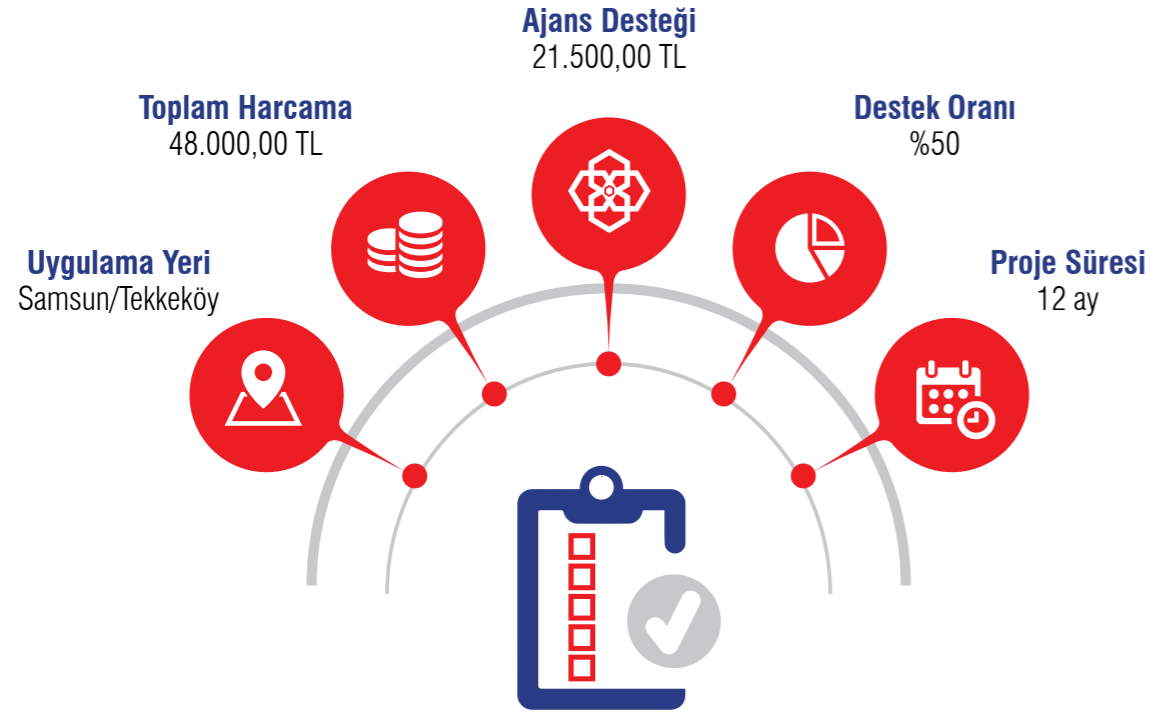 Ajans Desteği
21.500,00 TL
Toplam Harcama
48.000,00 TL
Destek Oranı
%50
Uygulama Yeri
Samsun/Tekkeköy
Proje Süresi
12 ay